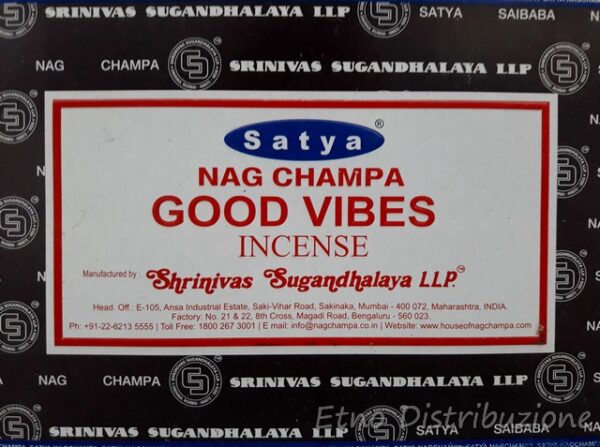 SRINIVAS SUGANDHALAYA LLP SATYA SAIBABA
NAG CHAMPA SRINIVAS SUGANDHALAYA LLP
Satya®
NAG CHAMPA
GOOD VIBES
INCENSE
Manufactured by : Shrinivas Sugandhalaya L.L.P.™
Head. Off.: E-105, Ansa Industrial Estate, Saki-Vihar Road, Sakinaka, Mumbai - 400 072, Maharashtra, INDIA.
Factory: No. 21 & 22, 8th Cross, Magadi Road, Bengaluru - 560 023.
Ph: +91-22-6213 5555 | Toll Free: 1800 267 3001 | E mail: info@nagchampa.co.in | Website: www.houseofnagchampa.com
NAG CHAMPA SRINIVAS SUGANDHALAYA LLP
SRINIVAS SUGANDHALAYA LLP SATYA SAIBABA
Etno Distribuzione